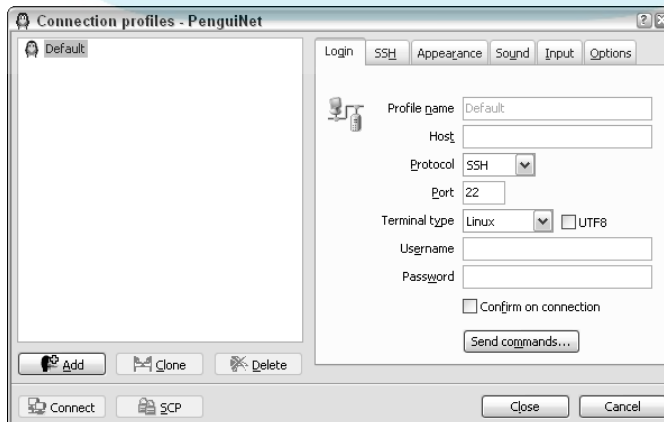 Connection profiles - PenguiNet
Default
Login SSH Appearance Sound Input Options
Profile name Default
Host
Protocol SSH
Port 22
Terminal type Linux UTF8
Username
Password
Confirm on connection
Send commands...
Add Clone Delete
Connect SCP Close Cancel